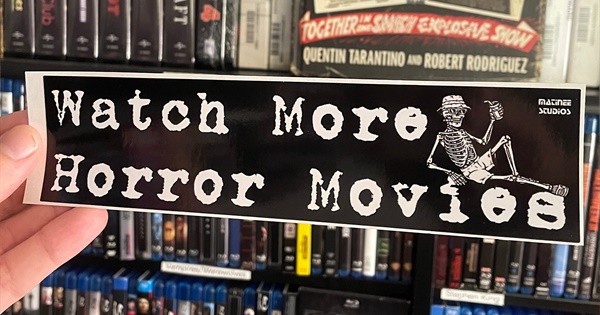 TOGETHER IN ONE SMASH EXPLOSIVE SHOW
QUENTIN TARANTINO AND ROBERT RODRIGUEZ
Watch More
Horror Movies
MATINEE
STUDIOS
Vampires/Werewolves
Stephen King